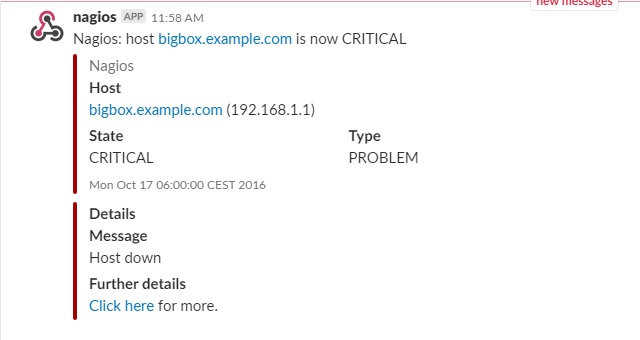 new messages
nagios APP 11:58 AM
Nagios: host bigbox.example.com is now CRITICAL
Nagios
Host
bigbox.example.com (192.168.1.1)
State Type
CRITICAL PROBLEM
Mon Oct 17 06:00:00 CEST 2016
Details
Message
Host down
Further details
Click here for more.